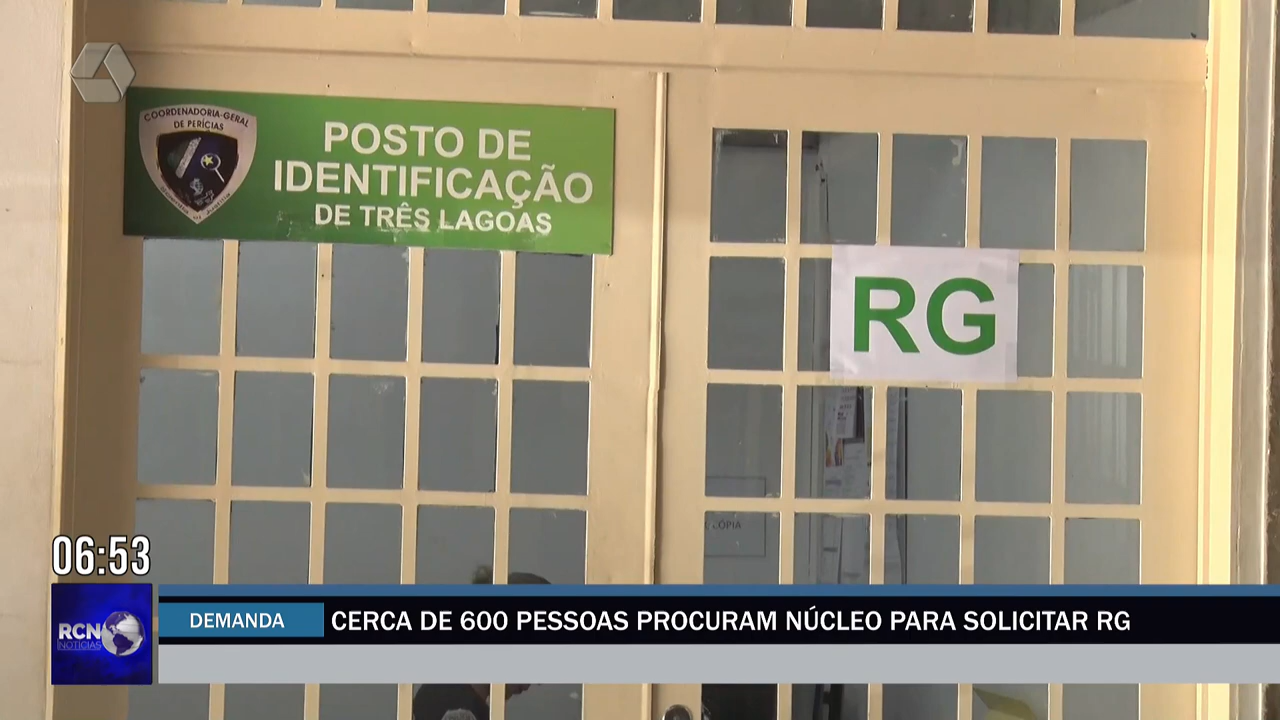 COORDENADORIA-GERAL
DE PERÍCIAS
POSTO DE
IDENTIFICAÇÃO
DE TRÊS LAGOAS
RG
CÓPIA
06:53
RCN
NOTÍCIAS
DEMANDA
CERCA DE 600 PESSOAS PROCURAM NÚCLEO PARA SOLICITAR RG